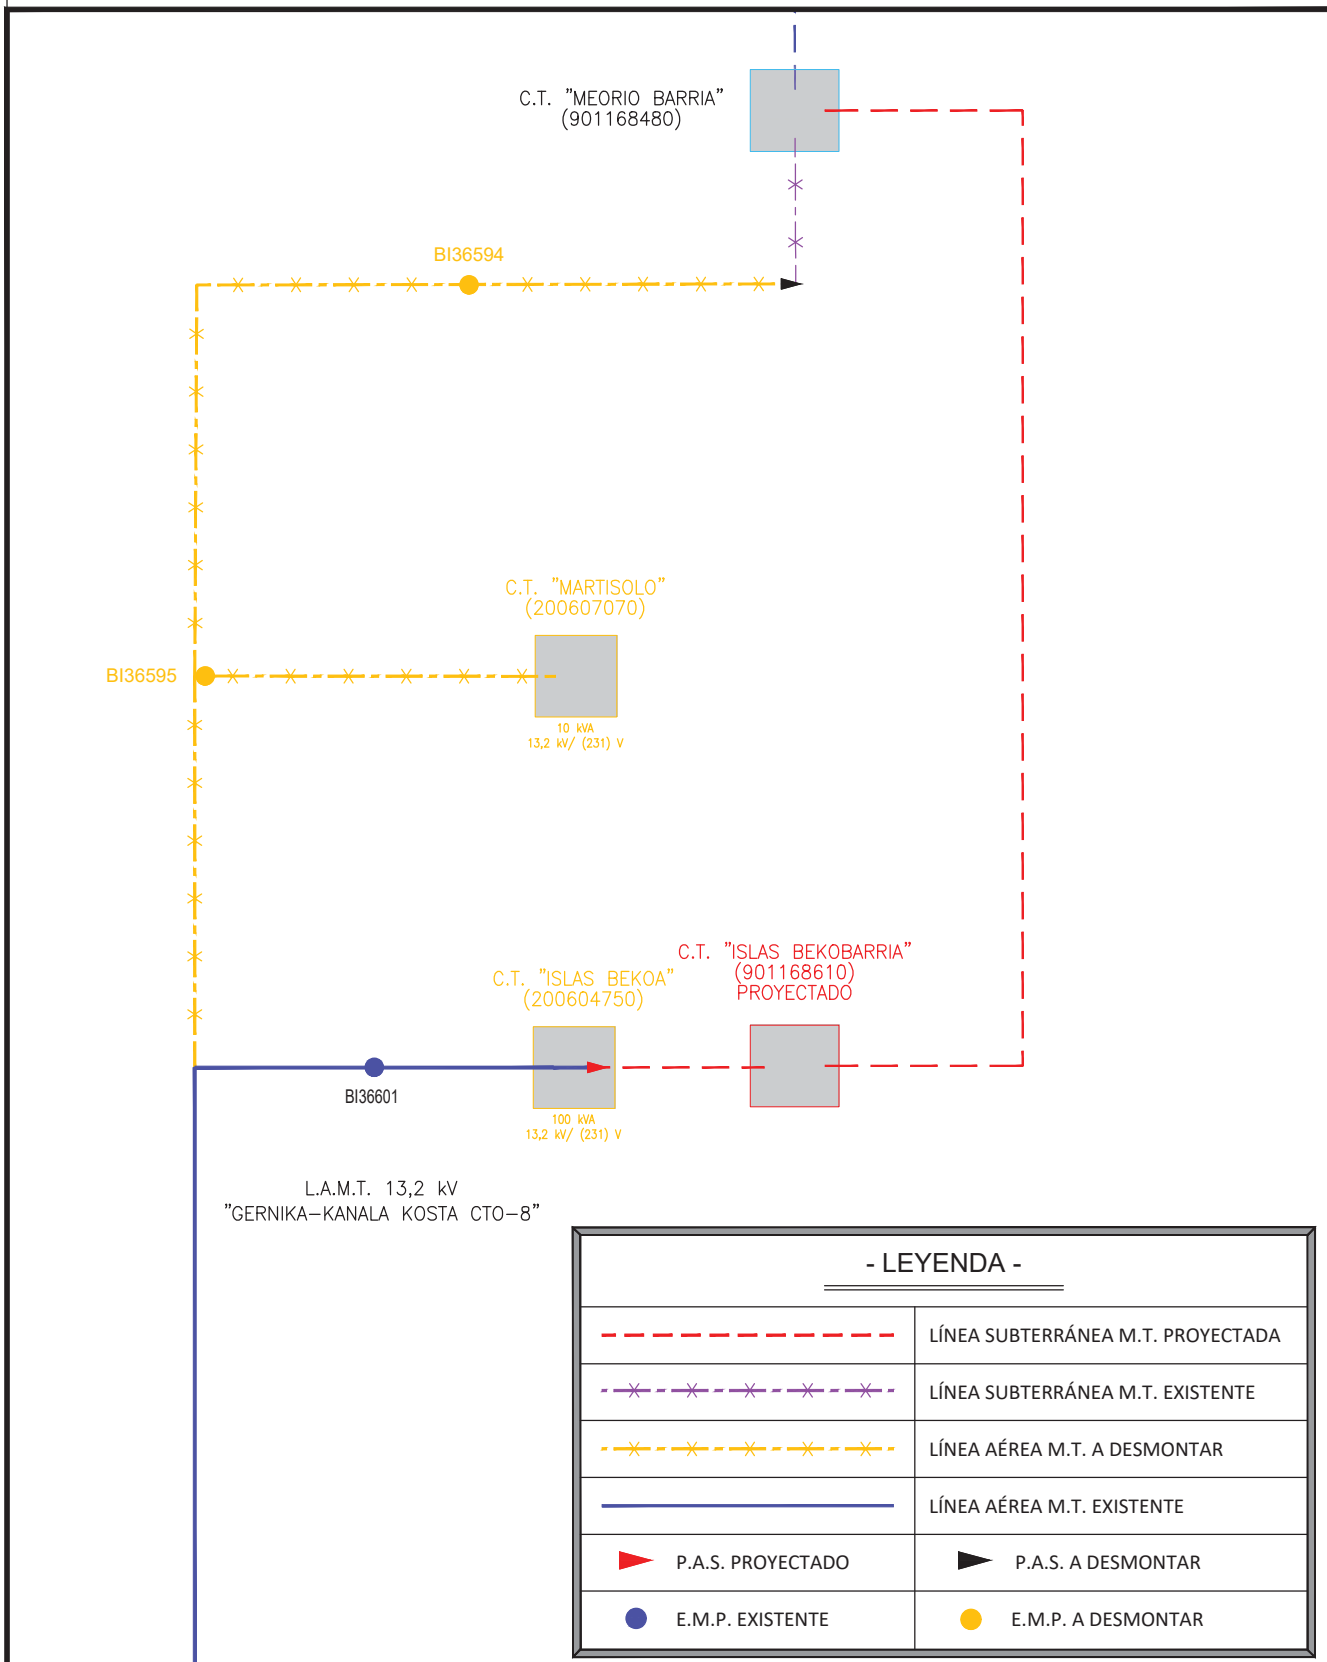 C.T. "MEORIO BARRIA"
(901168480)
BI36594
C.T. "MARTISOLO"
(200607070)
BI36595
10 kVA
13,2 kV/ (231) V
C.T. "ISLAS BEKOBARRIA"
(901168610)
PROYECTADO
C.T. "ISLAS BEKOA"
(200604750)
BI36601
100 kVA
13,2 kV/ (231) V
L.A.M.T. 13,2 kV
"GERNIKA-KANALA KOSTA CTO-8"
- LEYENDA -
LÍNEA SUBTERRÁNEA M.T. PROYECTADA
LÍNEA SUBTERRÁNEA M.T. EXISTENTE
LÍNEA AÉREA M.T. A DESMONTAR
LÍNEA AÉREA M.T. EXISTENTE
P.A.S. PROYECTADO
P.A.S. A DESMONTAR
E.M.P. EXISTENTE
E.M.P. A DESMONTAR